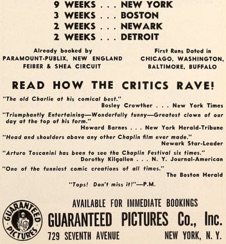 9 WEEKS . . . NEW YORK
3 WEEKS . . . BOSTON
2 WEEKS . . . NEWARK
2 WEEKS . . . DETROIT
Already booked by
PARAMOUNT-PUBLIX, NEW ENGLAND
FEIBER & SHEA CIRCUIT
First Runs Dated in
CHICAGO, WASHINGTON,
BALTIMORE, BUFFALO
READ HOW THE CRITICS RAVE!
"The old Charlie at his comical best."
Bosley Crowther . . . New York Times
"Triumphantly Entertaining—Wonderfully funny—Greatest clowns of our
day at the top of his form."
Howard Barnes . . . New York Herald-Tribune
"Head and shoulders above any other Chaplin film ever made."
Newark Star-Leader
"Arturo Toscanini has been to see the Chaplin Festival six times."
Dorothy Kilgallen . . . N. Y. Journal-American
"One of the funniest comic creations of all times."
The Boston Herald
"Tops! Don't miss it!"—P.M.
AVAILABLE FOR IMMEDIATE BOOKINGS
GUARANTEED PICTURES
GUARANTEED PICTURES Co., Inc.
729 SEVENTH AVENUE NEW YORK, N. Y.